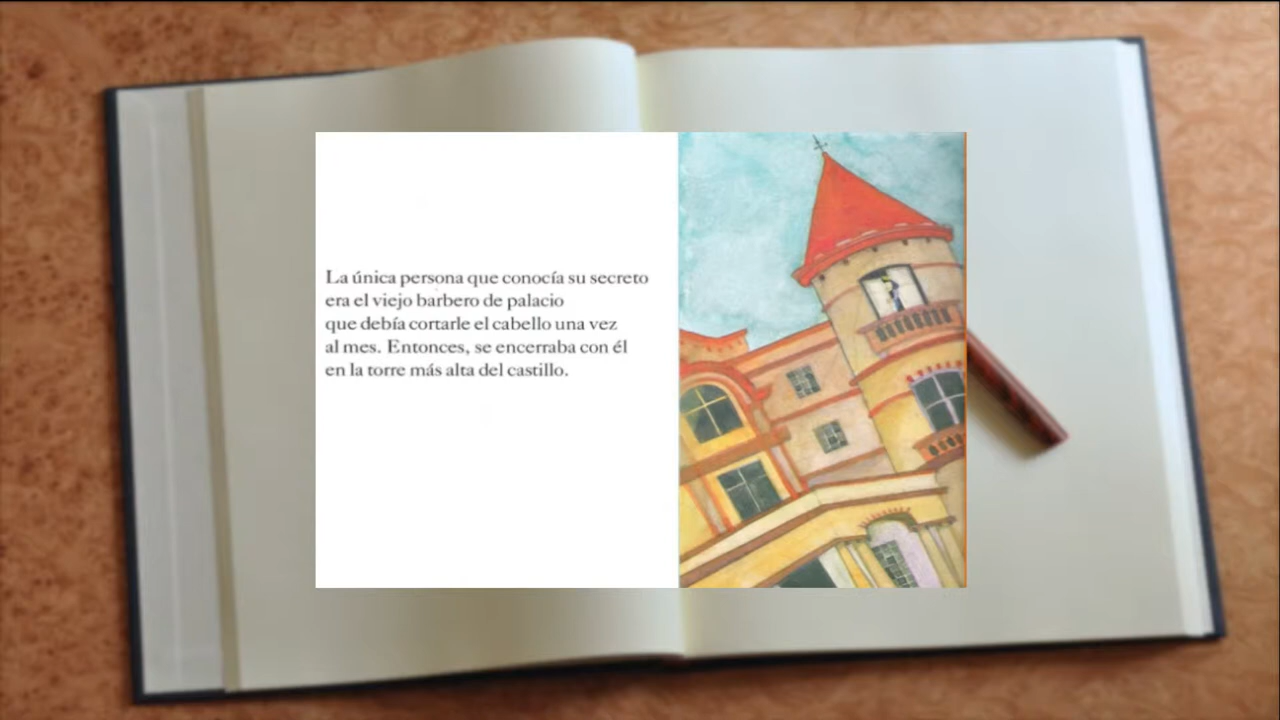 La única persona que conocía su secreto
era el viejo barbero de palacio
que debía cortarle el cabello una vez
al mes. Entonces, se encerraba con él
en la torre más alta del castillo.